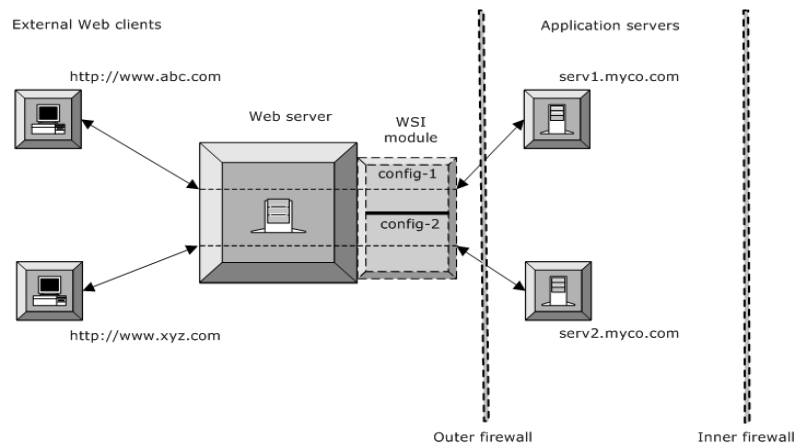 External Web clients
Application servers
http://www.abc.com
serv1.myco.com
Web server
WSI
module
config-1
config-2
http://www.xyz.com
serv2.myco.com
Outer firewall
Inner firewall